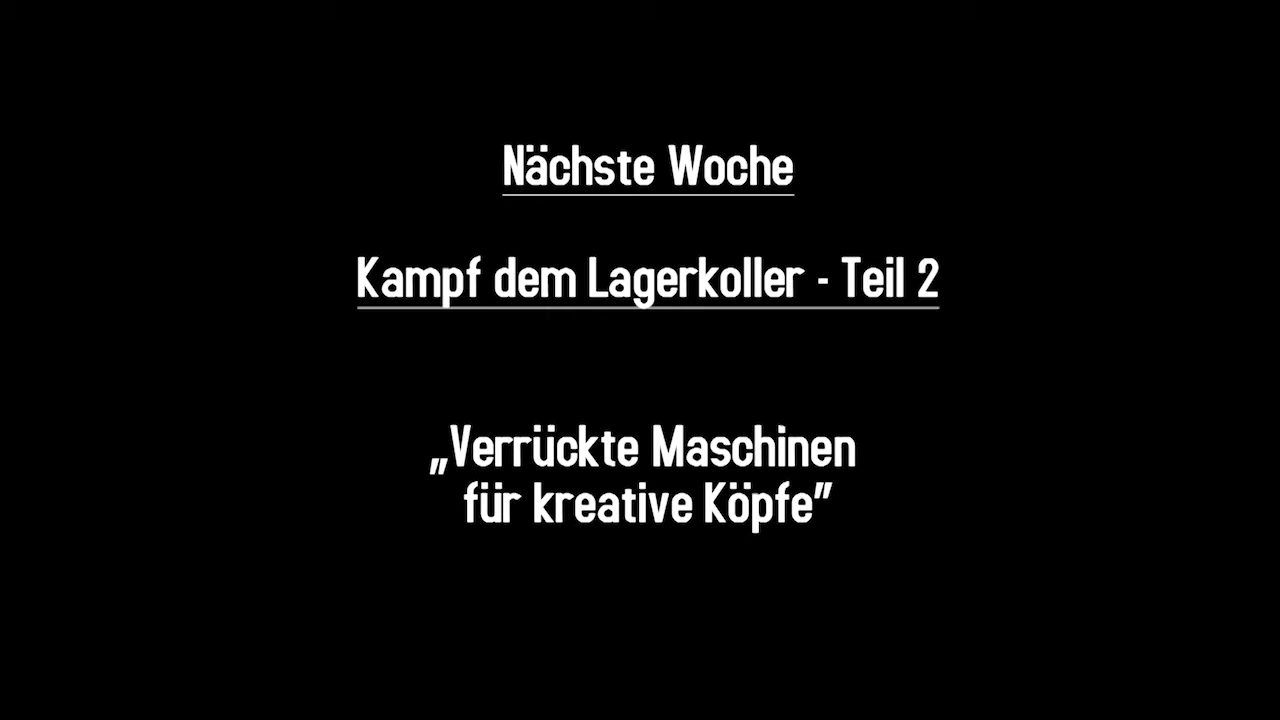 Nächste Woche
Kampf dem Lagerkoller - Teil 2
„Verrückte Maschinen
für kreative Köpfe”